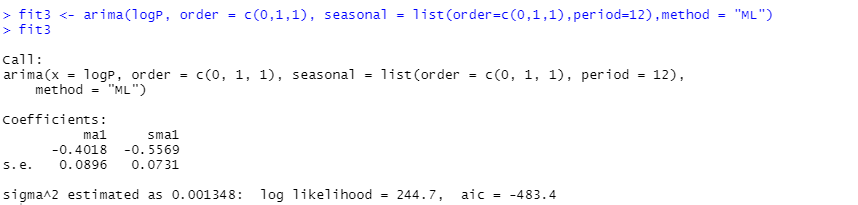 > fit3 <- arima(logP, order = c(0,1,1), seasonal = list(order=c(0,1,1),period=12),method = "ML")
> fit3
Call:
arima(x = logP, order = c(0, 1, 1), seasonal = list(order = c(0, 1, 1), period = 12),
    method = "ML")
Coefficients:
          ma1     sma1
      -0.4018  -0.5569
s.e.   0.0896   0.0731
sigma^2 estimated as 0.001348:  log likelihood = 244.7,  aic = -483.4